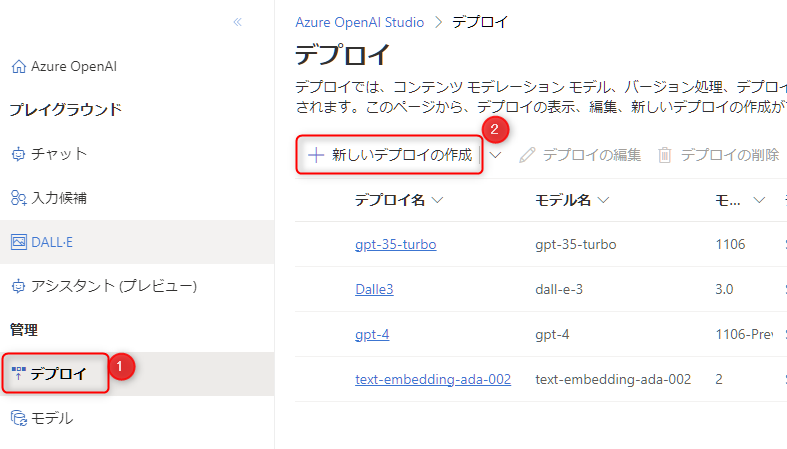 «
Azure OpenAI
プレイグラウンド
チャット
入力候補
DALL·E
アシスタント (プレビュー)
管理
デプロイ
1
モデル
Azure OpenAI Studio > デプロイ
デプロイ
デプロイでは、コンテンツ モデレーション モデル、バージョン処理、デプロイ
されます。このページから、デプロイの表示、編集、新しいデプロイの作成が
2
新しいデプロイの作成 デプロイの編集 デプロイの削除
デプロイ名 モデル名 モ...
gpt-35-turbo gpt-35-turbo 1106
Dalle3 dall-e-3 3.0
gpt-4 gpt-4 1106-Prev
text-embedding-ada-002 text-embedding-ada-002 2